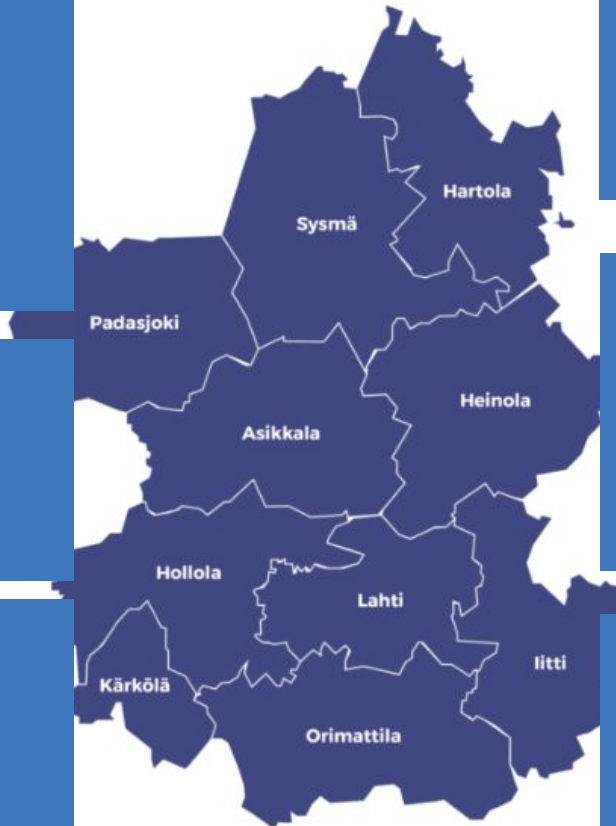 Hartola
Sysmä
Padasjoki
Heinola
Asikkala
Hollola
Lahti
Iitti
Kärkölä
Orimattila